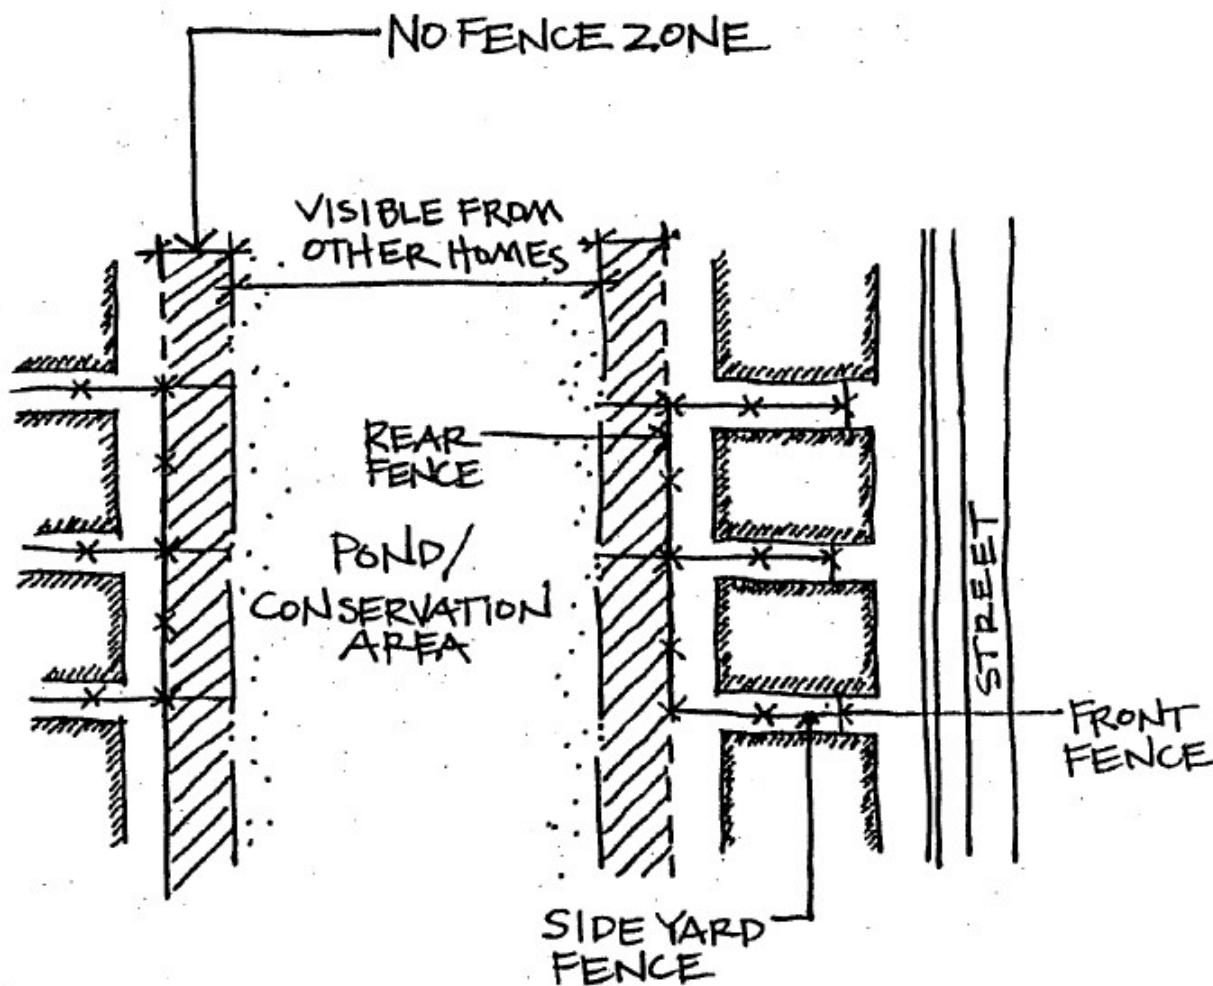 NO FENCE ZONE
VISIBLE FROM
OTHER HOMES
REAR
FENCE
POND/
CONSERVATION
AREA
STREET
FRONT
FENCE
SIDE YARD
FENCE